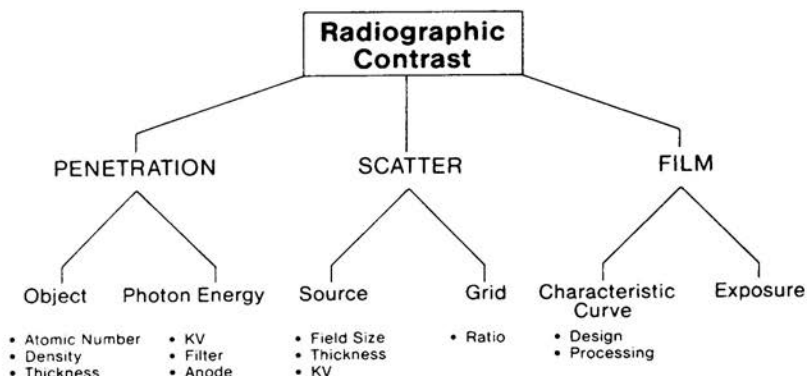 Radiographic
Contrast
PENETRATION
SCATTER
FILM
Object
Photon Energy
Source
Grid
Characteristic
Curve
Exposure
• Atomic Number
• Density
• Thickness
• KV
• Filter
• Anode
• Field Size
• Thickness
• KV
• Ratio
• Design
• Processing